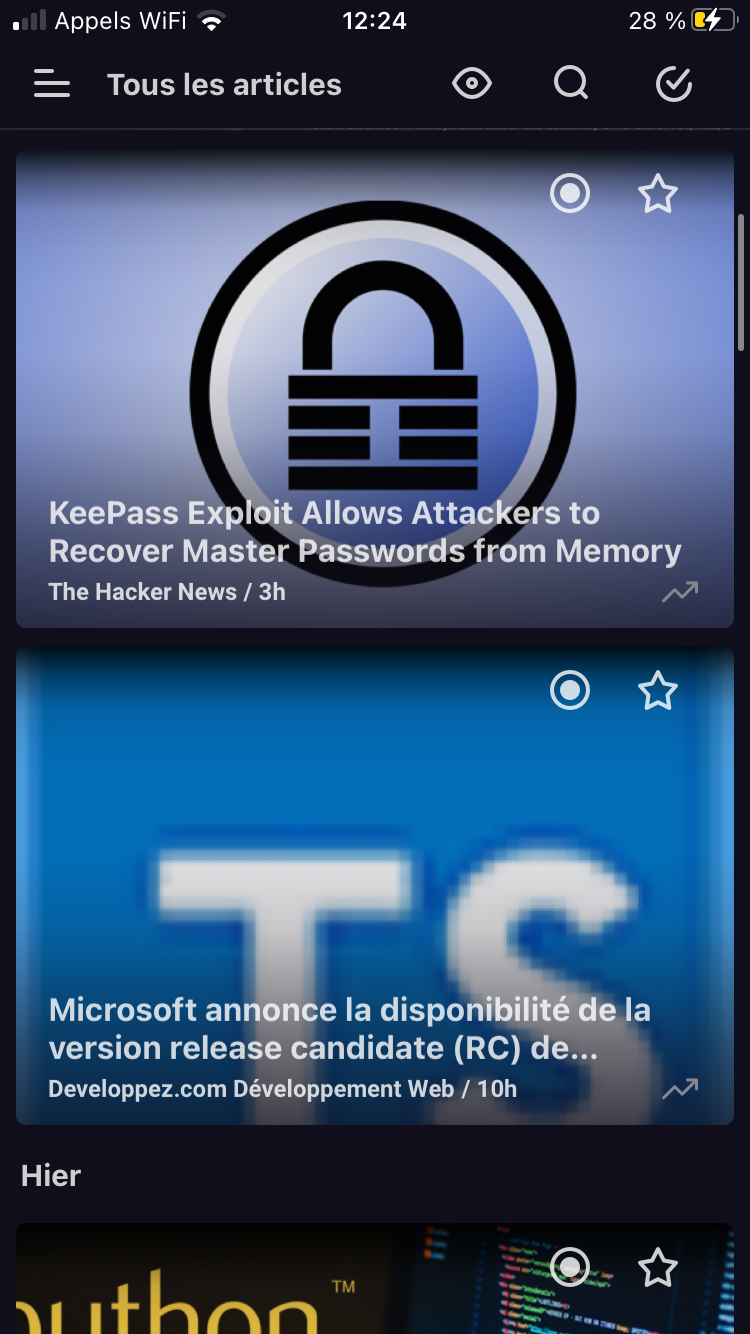 Appels WiFi 12:24 28 %
Tous les articles
KeePass Exploit Allows Attackers to
Recover Master Passwords from Memory
The Hacker News / 3h
TS
Microsoft annonce la disponibilité de la
version release candidate (RC) de...
Developpez.com Développement Web / 10h
Hier
python TM